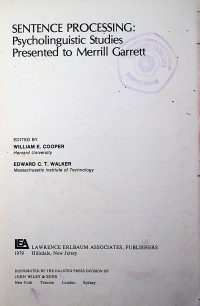 SENTENCE PROCESSING:
Psycholinguistic Studies
Presented to Merrill Garrett
EDITED BY
WILLIAM E. COOPER
Harvard University
EDWARD C. T. WALKER
Massachusetts Institute of Technology
LEA LAWRENCE ERLBAUM ASSOCIATES, PUBLISHERS
1979 Hillsdale, New Jersey
DISTRIBUTED BY THE HALSTED PRESS DIVISION OF
JOHN WILEY & SONS
New York Toronto London Sydney